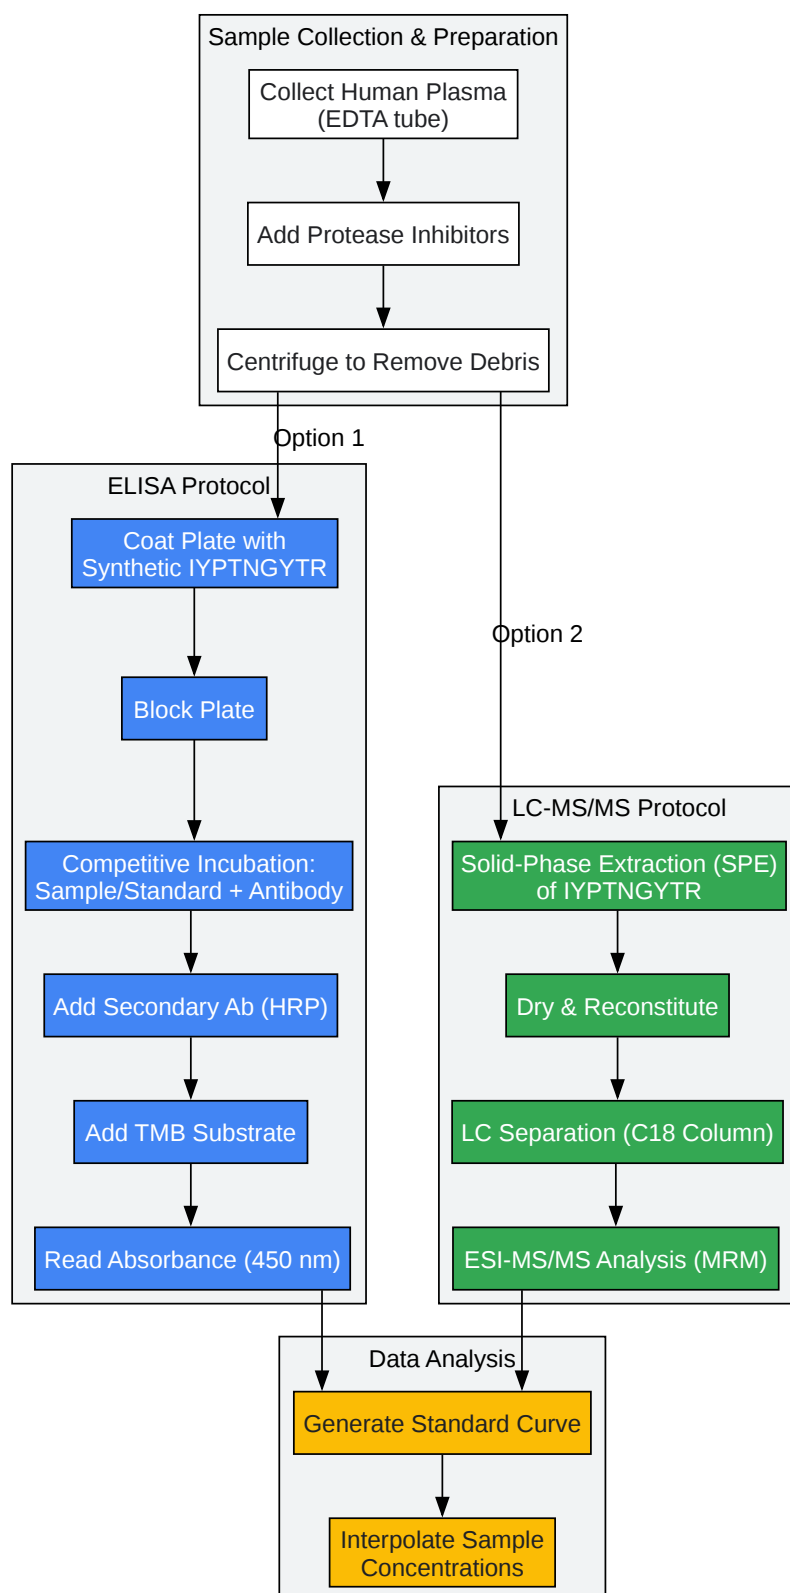 Sample Collection & Preparation
Collect Human Plasma
(EDTA tube)
Add Protease Inhibitors
Centrifuge to Remove Debris
Option 1
ELISA Protocol
Coat Plate with
Synthetic IYPTNGYTR
Block Plate
Competitive Incubation:
Sample/Standard + Antibody
Add Secondary Ab (HRP)
Add TMB Substrate
Read Absorbance (450 nm)
Option 2
LC-MS/MS Protocol
Solid-Phase Extraction (SPE)
of IYPTNGYTR
Dry & Reconstitute
LC Separation (C18 Column)
ESI-MS/MS Analysis (MRM)
Data Analysis
Generate Standard Curve
Interpolate Sample
Concentrations